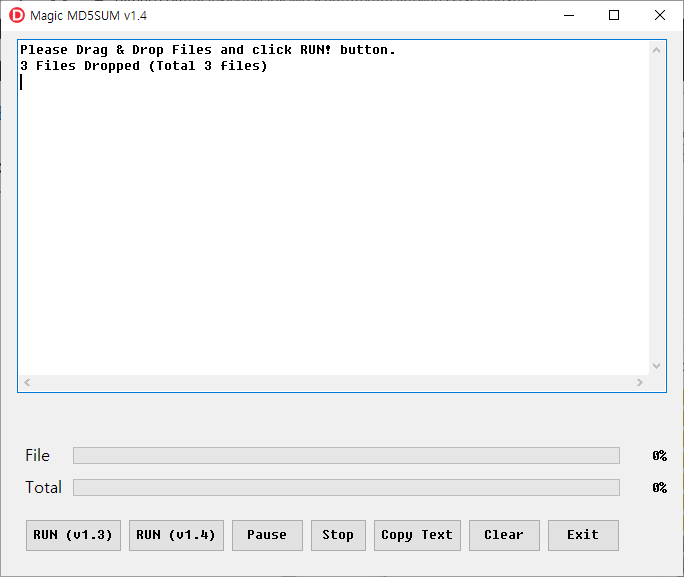 D Magic MD5SUM v1.4
Please Drag & Drop Files and click RUN! button.
3 Files Dropped (Total 3 files)
File 0%
Total 0%
RUN (v1.3) RUN (v1.4) Pause Stop Copy Text Clear Exit